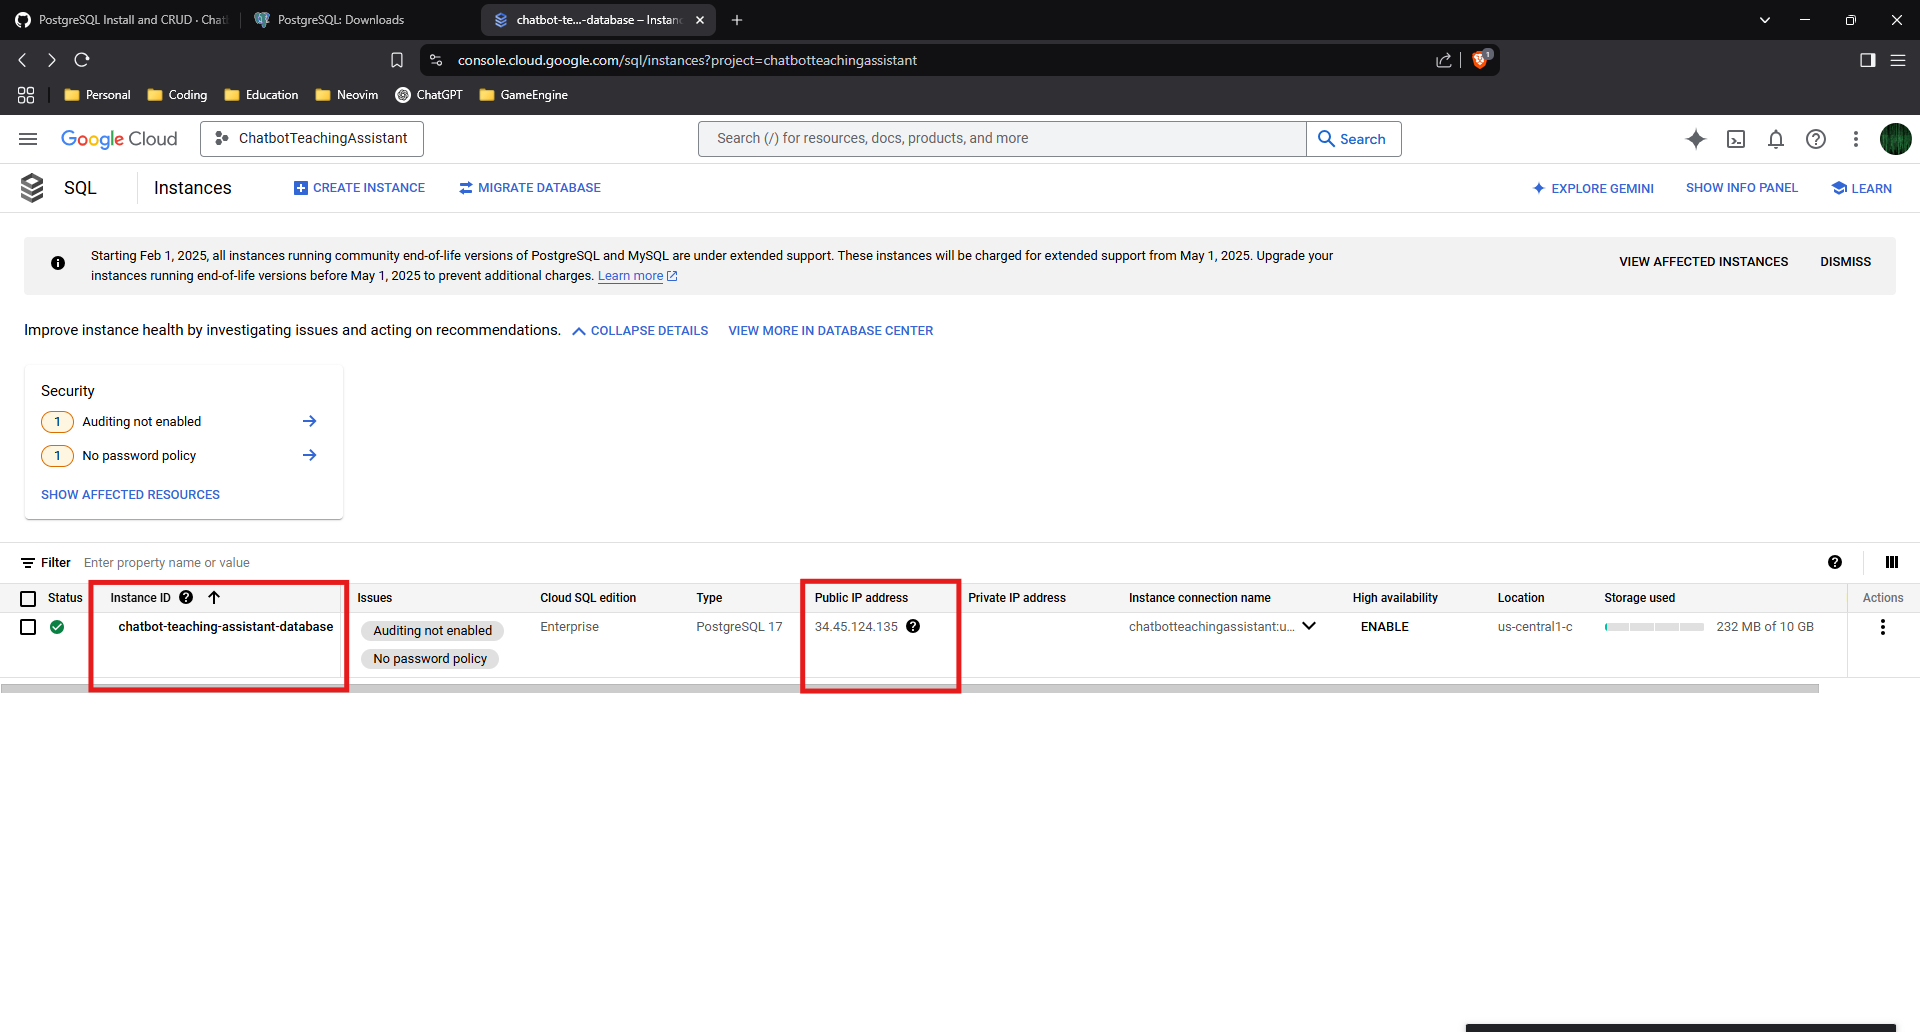 PostgreSQL Install and CRUD · Chat
PostgreSQL: Downloads
chatbot-te...-database – Instan
console.cloud.google.com/sql/instances?project=chatbotteachingassistant
1
Personal
Coding
Education
Neovim
ChatGPT
GameEngine
Google Cloud
ChatbotTeachingAssistant
Search (/) for resources, docs, products, and more
Search
SQL
Instances
CREATE INSTANCE
MIGRATE DATABASE
EXPLORE GEMINI
SHOW INFO PANEL
LEARN
Starting Feb 1, 2025, all instances running community end-of-life versions of PostgreSQL and MySQL are under extended support. These instances will be charged for extended support from May 1, 2025. Upgrade your
instances running end-of-life versions before May 1, 2025 to prevent additional charges. Learn more
VIEW AFFECTED INSTANCES
DISMISS
Improve instance health by investigating issues and acting on recommendations.
COLLAPSE DETAILS
VIEW MORE IN DATABASE CENTER
Security
1 Auditing not enabled
1 No password policy
SHOW AFFECTED RESOURCES
Filter Enter property name or value
Status Instance ID Issues Cloud SQL edition Type Public IP address Private IP address Instance connection name High availability Location Storage used Actions
chatbot-teaching-assistant-database Auditing not enabled Enterprise PostgreSQL 17 34.45.124.135 chatbotteachingassistant:u... ENABLE us-central1-c 232 MB of 10 GB
No password policy